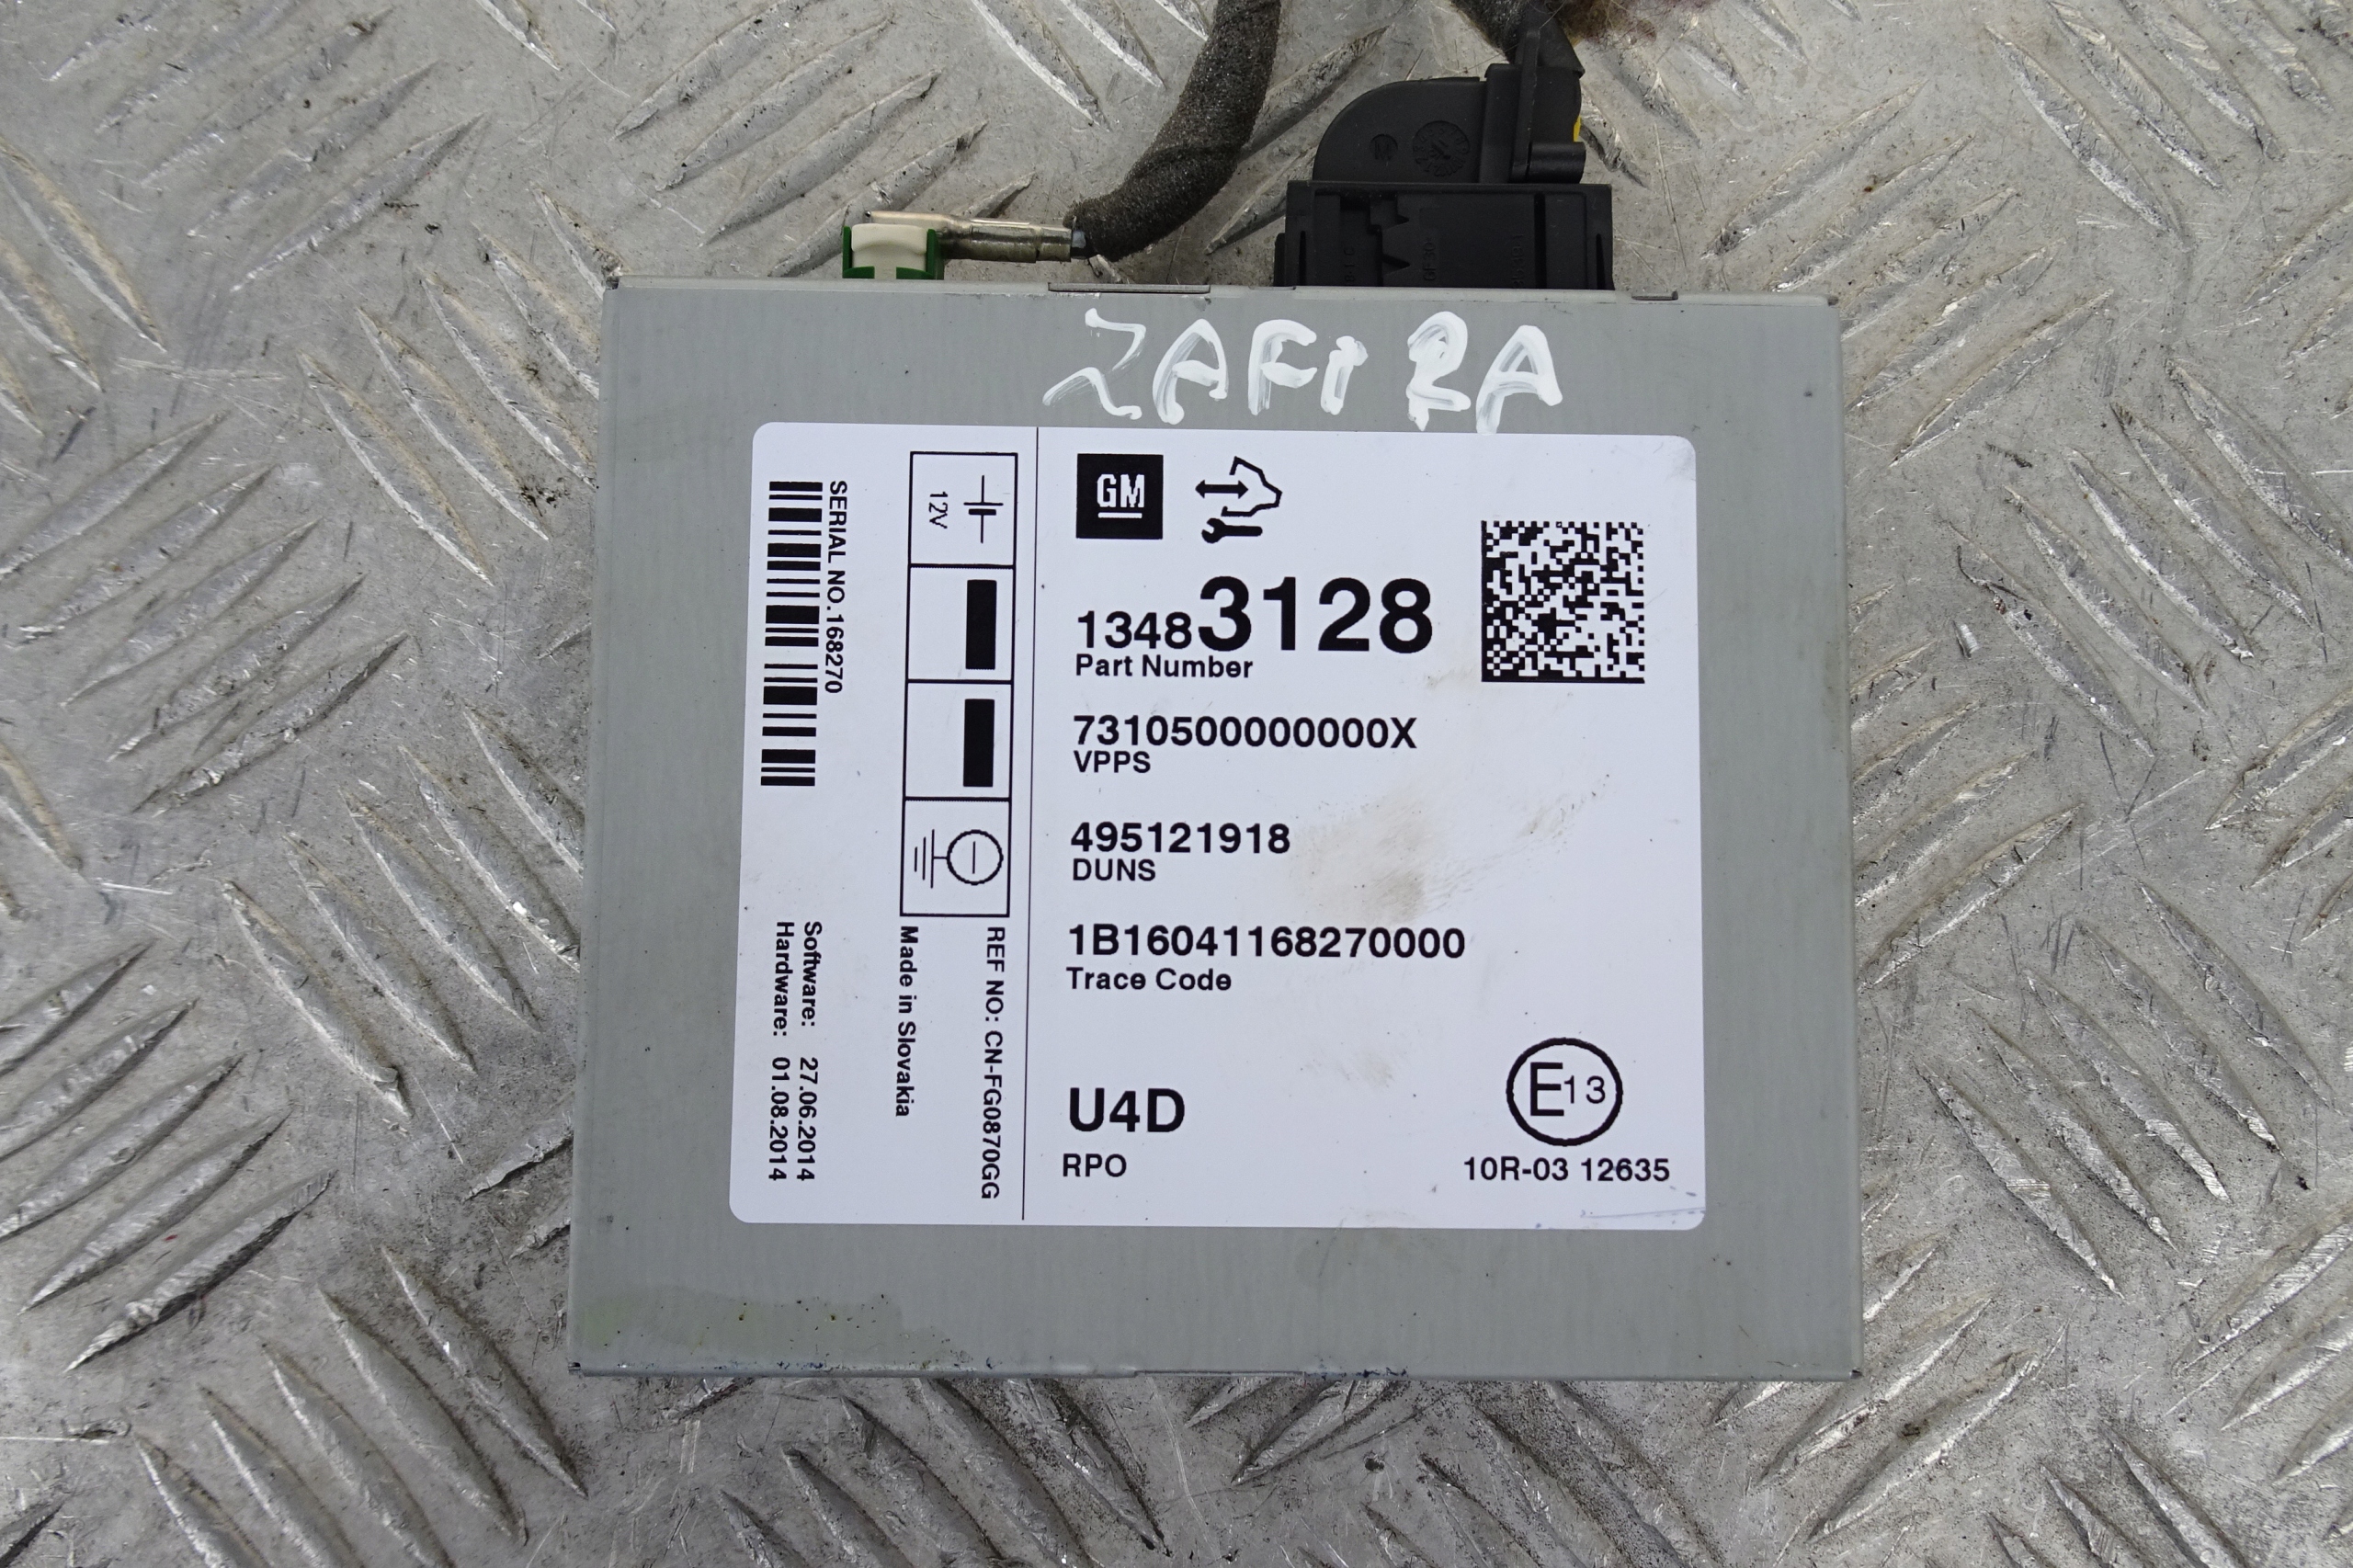 ZAFIRA
GM
13483128
Part Number
7310500000000X
VPPS
495121918
DUNS
1B16041168270000
Trace Code
U4D
RPO
E13
10R-03 12635
12V
REF NO: CN-FG0870GG
Made in Slovakia
SERIAL NO.168270
Software: 27.06.2014
Hardware: 01.08.2014